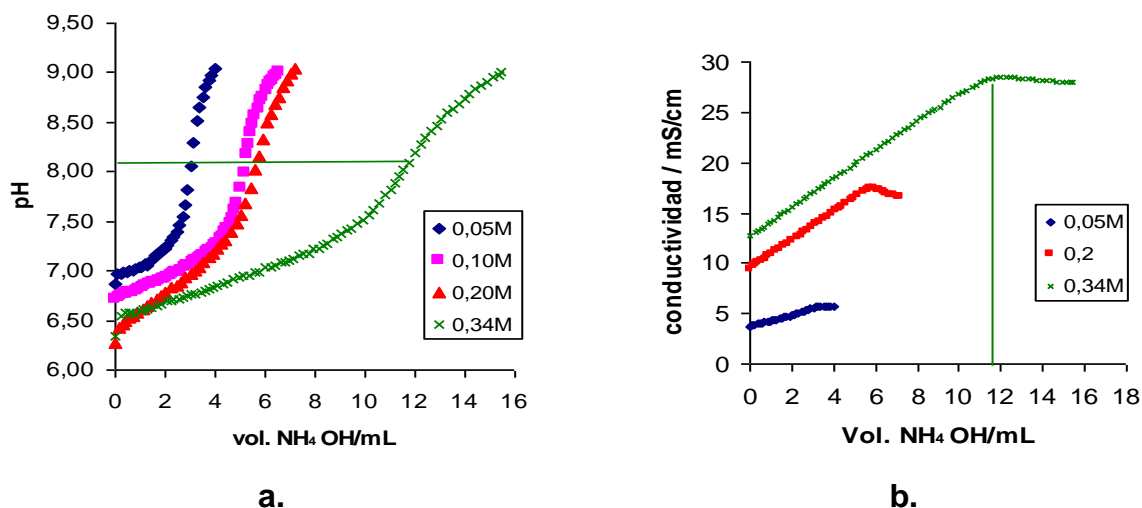 9,50
9,00
8,50
8,00
7,50
7,00
6,50
6,00
pH
0 2 4 6 8 10 12 14 16
vol. NH₄ OH/mL
0,05M
0,10M
0,20M
0,34M
a.
30
25
20
15
10
5
0
conductividad / mS/cm
0 2 4 6 8 10 12 14 16 18
Vol. NH₄ OH/mL
0,05M
0,2
0,34M
b.